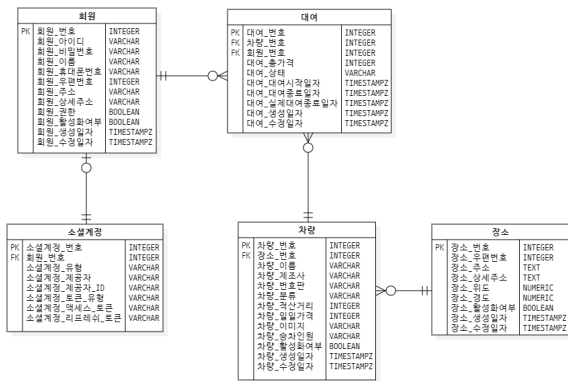 회원
PK 회원_번호 INTEGER
회원_아이디 VARCHAR
회원_비밀번호 VARCHAR
회원_이름 VARCHAR
회원_휴대폰번호 VARCHAR
회원_우편번호 INTEGER
회원_주소 VARCHAR
회원_상세주소 VARCHAR
회원_권한 BOOLEAN
회원_활성화여부 BOOLEAN
회원_생성일자 TIMESTAMPZ
회원_수정일자 TIMESTAMPZ
대여
PK 대여_번호 INTEGER
FK 차량_번호 INTEGER
FK 회원_번호 INTEGER
대여_총가격 INTEGER
대여_상태 VARCHAR
대여_대여시작일자 TIMESTAMPZ
대여_대여종료일자 TIMESTAMPZ
대여_실제대여종료일자 TIMESTAMPZ
대여_생성일자 TIMESTAMPZ
대여_수정일자 TIMESTAMPZ
소셜계정
PK 소셜계정_번호 INTEGER
FK 회원_번호 INTEGER
소셜계정_유형 VARCHAR
소셜계정_제공자 VARCHAR
소셜계정_제공자_ID VARCHAR
소셜계정_토큰_유형 VARCHAR
소셜계정_액세스_토큰 VARCHAR
소셜계정_리프레쉬_토큰 VARCHAR
차량
PK 차량_번호 INTEGER
FK 장소_번호 INTEGER
차량_이름 VARCHAR
차량_제조사 VARCHAR
차량_번호판 VARCHAR
차량_분류 VARCHAR
차량_적산거리 INTEGER
차량_일일가격 INTEGER
차량_이미지 VARCHAR
차량_승차인원 VARCHAR
차량_활성화여부 BOOLEAN
차량_생성일자 TIMESTAMPZ
차량_수정일자 TIMESTAMPZ
장소
PK 장소_번호 INTEGER
장소_우편번호 INTEGER
장소_주소 TEXT
장소_상세주소 TEXT
장소_위도 NUMERIC
장소_경도 NUMERIC
장소_활성화여부 BOOLEAN
장소_생성일자 TIMESTAMPZ
장소_수정일자 TIMESTAMPZ